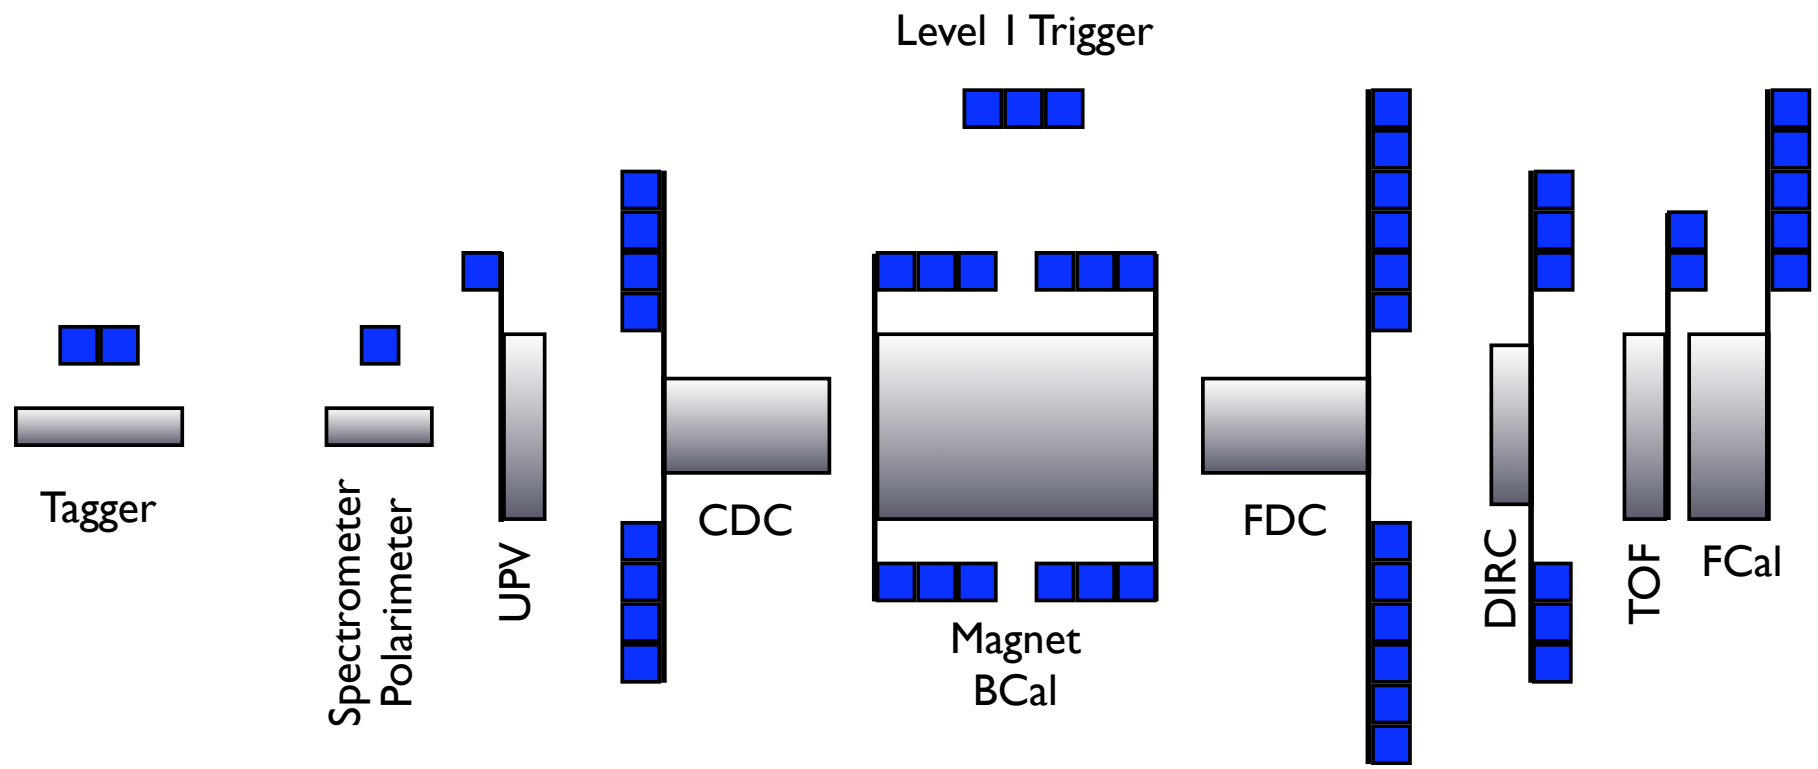 Level 1 Trigger
Tagger
Spectrometer
Polarimeter
UPV
CDC
Magnet
BCal
FDC
DIRC
TOF
FCal